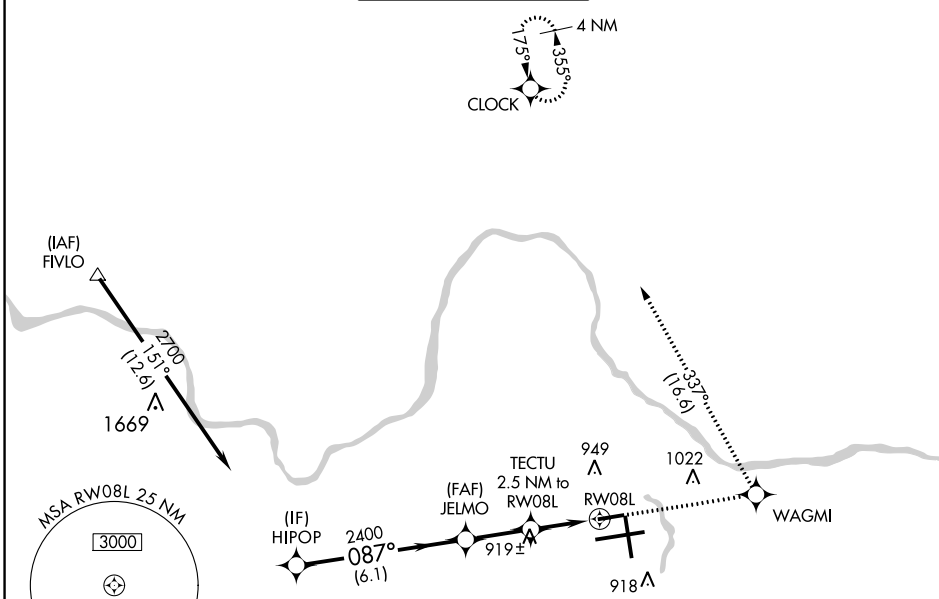 4 NM
175°
355°
CLOCK
(IAF)
FIVLO
2700
151°
(12.6)
1669
337°
(16.6)
949
1022
TECTU
2.5 NM to
RW08L
RW08L
WAGMI
(FAF)
JELMO
(IF)
HIPOP
2400
087°
(6.1)
919±
918
MSA RW08L 25 NM
3000